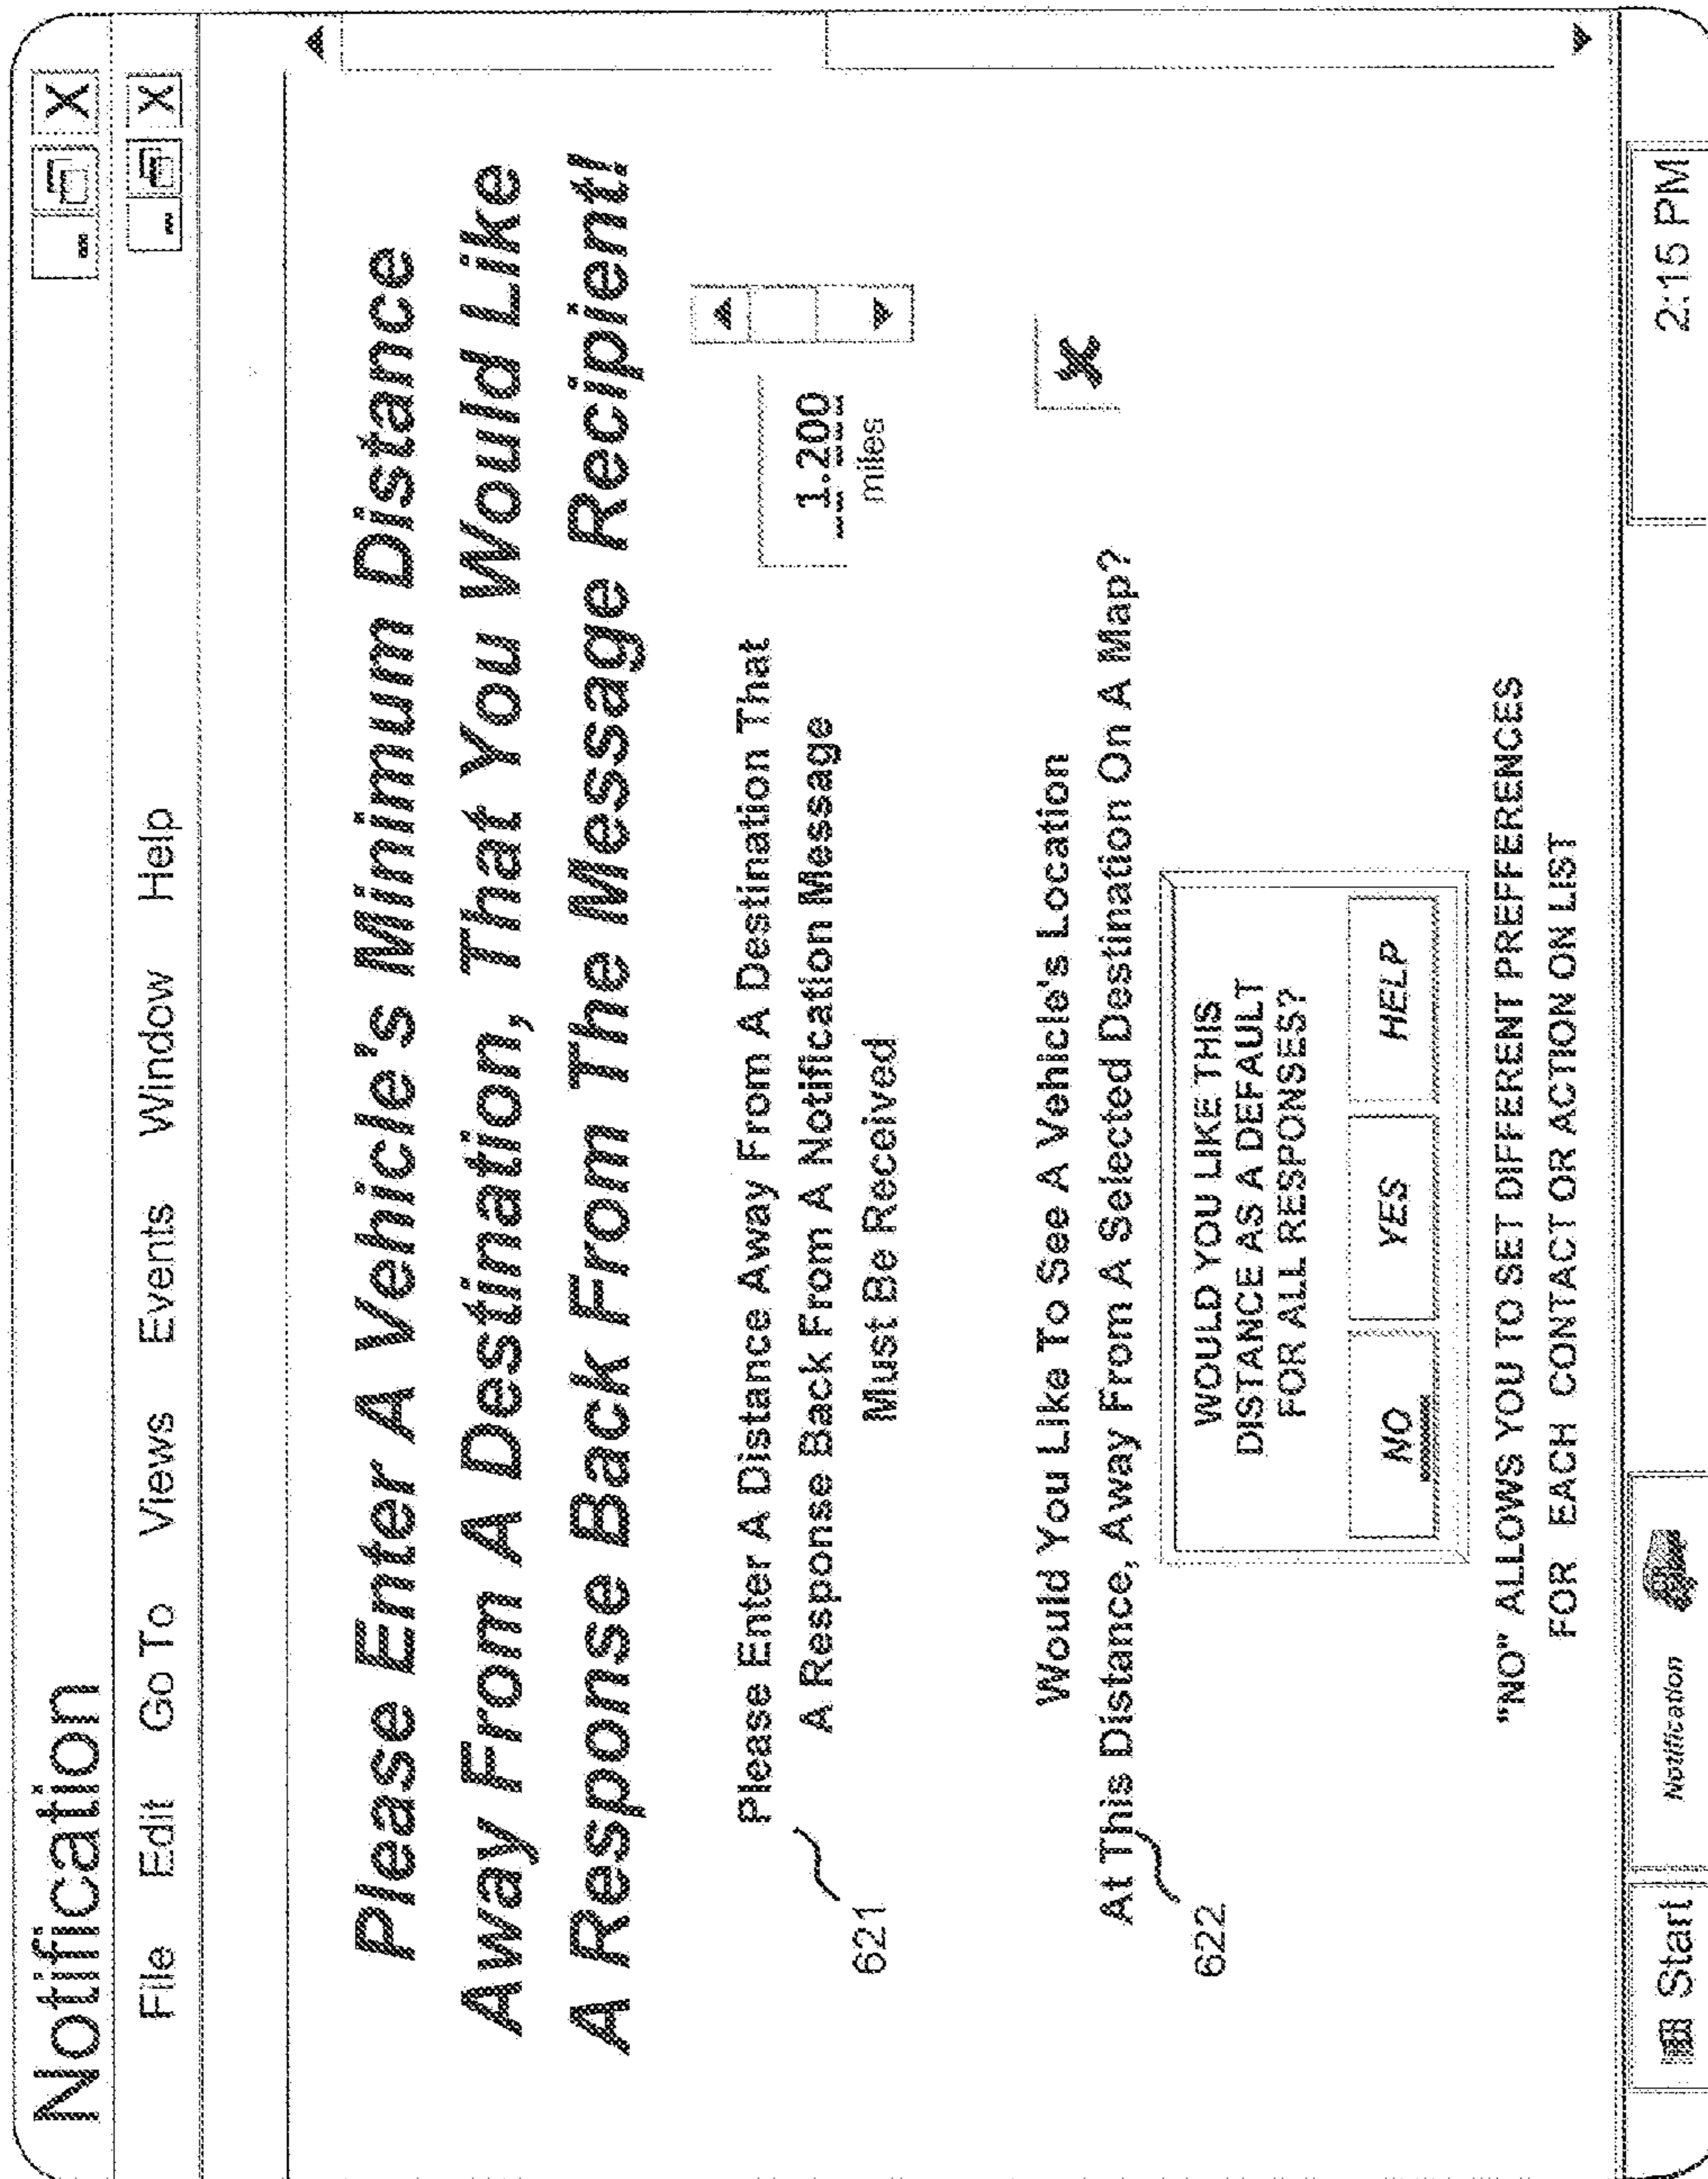 Notification
File Edit Go To Views Events Window Help
Please Enter A Vehicle's Minimum Distance
Away From A Destination, That You Would Like
A Response Back From The Message Recipient!
Please Enter A Distance Away From A Destination That
A Response Back From A Notification Message
Must Be Received
1.200
miles
621
Would You Like To See A Vehicle's Location
At This Distance, Away From A Selected Destination On A Map?
X
622
WOULD YOU LIKE THIS
DISTANCE AS A DEFAULT
FOR ALL RESPONSES?
NO YES HELP
"NO" ALLOWS YOU TO SET DIFFERENT PREFFERENCES
FOR EACH CONTACT OR ACTION ON LIST
Start Notification 2:15 PM